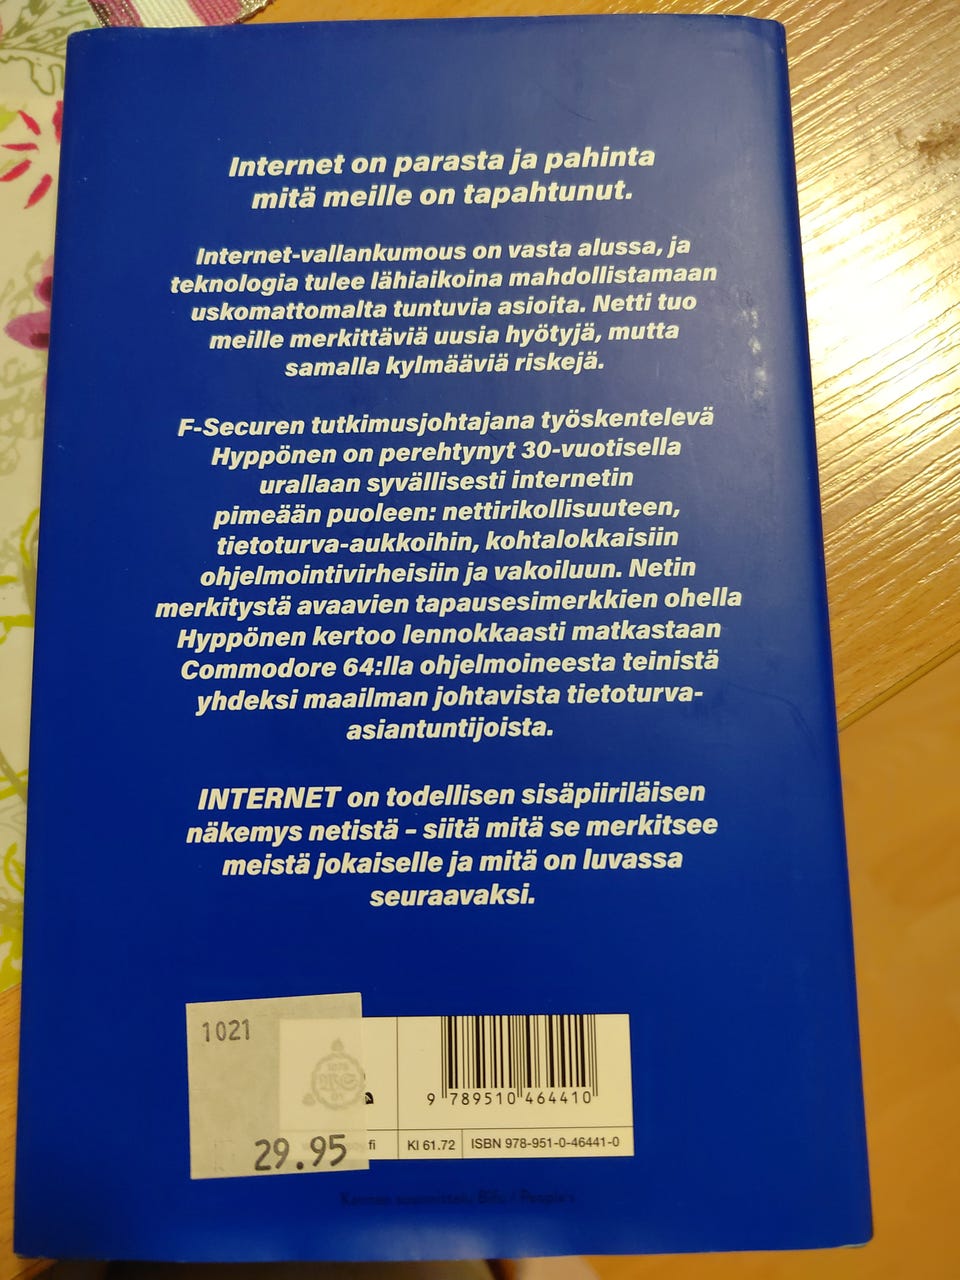 Internet on parasta ja pahinta
mitä meille on tapahtunut.
Internet-vallankumous on vasta alussa, ja
teknologia tulee lähiaikoina mahdollistamaan
uskomattomalta tuntuvia asioita. Netti tuo
meille merkittäviä uusia hyötyjä, mutta
samalla kylmääviä riskejä.
F-Securen tutkimusjohtajana työskentelevä
Hyppönen on perehtynyt 30-vuotisella
urallaan syvällisesti internetin
pimeään puoleen: nettirikollisuuteen,
tietoturva-aukkoihin, kohtalokkaisiin
ohjelmointivirheisiin ja vakoiluun. Netin
merkitystä avaavien tapausesimerkkien ohella
Hyppönen kertoo lennokkaasti matkastaan
Commodore 64:lla ohjelmoineesta teinistä
yhdeksi maailman johtavista tietoturva-
asiantuntijoista.
INTERNET on todellisen sisäpiiriläisen
näkemys netistä – siitä mitä se merkitsee
meistä jokaiselle ja mitä on luvassa
seuraavaksi.
1021
29.95
9 789510 464410
fi
Kl 61.72
ISBN 978-951-0-46441-0